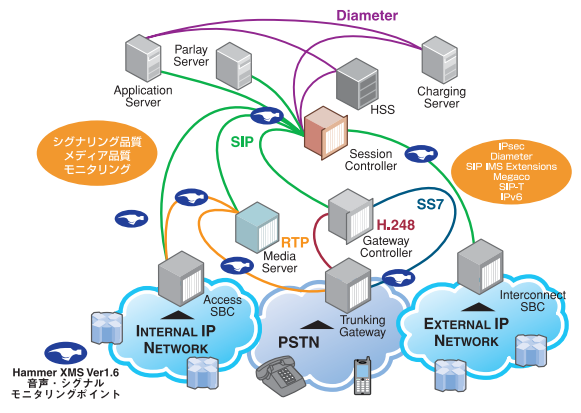 Diameter
Parlay
Server
Application
Server
HSS
Charging
Server
シグナリング品質
メディア品質
モニタリング
SIP
Session
Controller
IPsec
Diameter
SIP IMS Extensions
Megaco
SIP-T
IPv6
SS7
H.248
RTP
Media
Server
Gateway
Controller
Access
SBC
Trunking
Gateway
Interconnect
SBC
INTERNAL IP
NETWORK
PSTN
EXTERNAL IP
NETWORK
Hammer XMS Ver1.6
音声・シグナル
モニタリングポイント